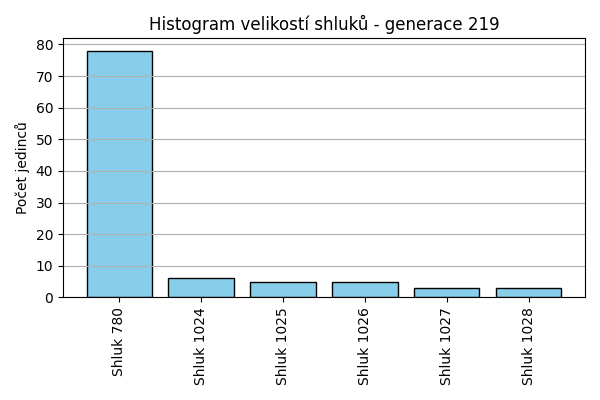 Histogram velikostí shluků - generace 219
Počet jedinců
80
70
60
50
40
30
20
10
0
Shluk 780
Shluk 1024
Shluk 1025
Shluk 1026
Shluk 1027
Shluk 1028